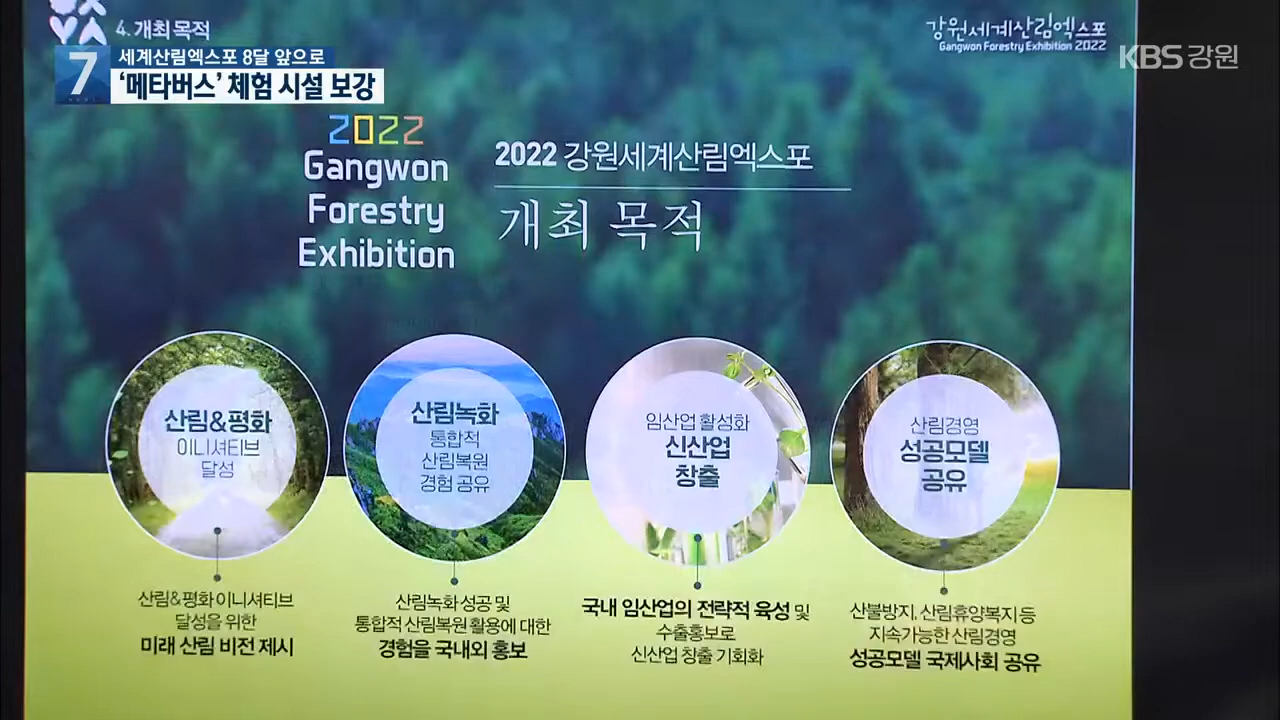 4. 개최 목적
강원세계산림엑스포
Gangwon Forestry Exhibition 2022
KBS 강원
7
세계산림엑스포 8달 앞으로
‘메타버스’ 체험 시설 보강
2022
Gangwon
Forestry
Exhibition
2022 강원세계산림엑스포
개최 목적
산림&평화
이니셔티브
달성
산림녹화
통합적
산림복원
경험 공유
임산업 활성화
신산업
창출
산림경영
성공모델
공유
산림&평화 이니셔티브
달성을 위한
미래 산림 비전 제시
산림녹화 성공 및
통합적 산림복원 활용에 대한
경험을 국내외 홍보
국내 임산업의 전략적 육성 및
수출홍보로
신산업 창출 기회화
산불방지, 산림휴양복지 등
지속가능한 산림경영
성공모델 국제사회 공유